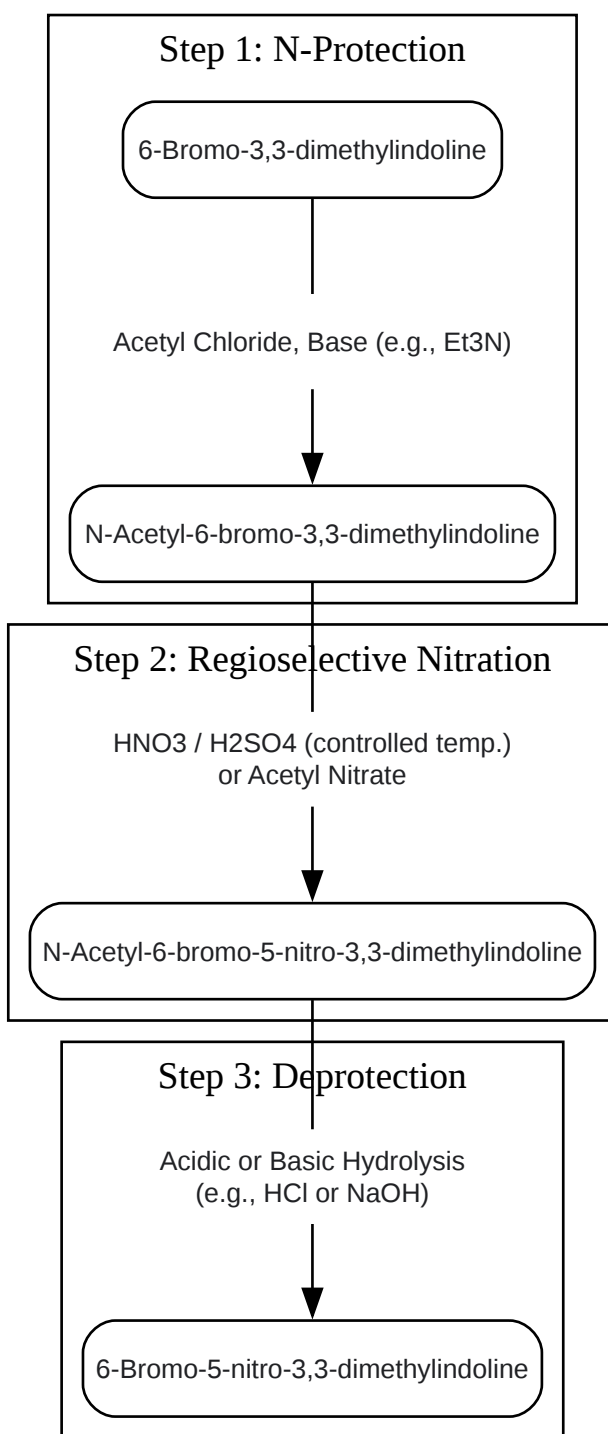 Step 1: N-Protection
6-Bromo-3,3-dimethylindoline
Acetyl Chloride, Base (e.g., Et3N)
N-Acetyl-6-bromo-3,3-dimethylindoline
Step 2: Regioselective Nitration
HNO3 / H2SO4 (controlled temp.)
or Acetyl Nitrate
N-Acetyl-6-bromo-5-nitro-3,3-dimethylindoline
Step 3: Deprotection
Acidic or Basic Hydrolysis
(e.g., HCl or NaOH)
6-Bromo-5-nitro-3,3-dimethylindoline